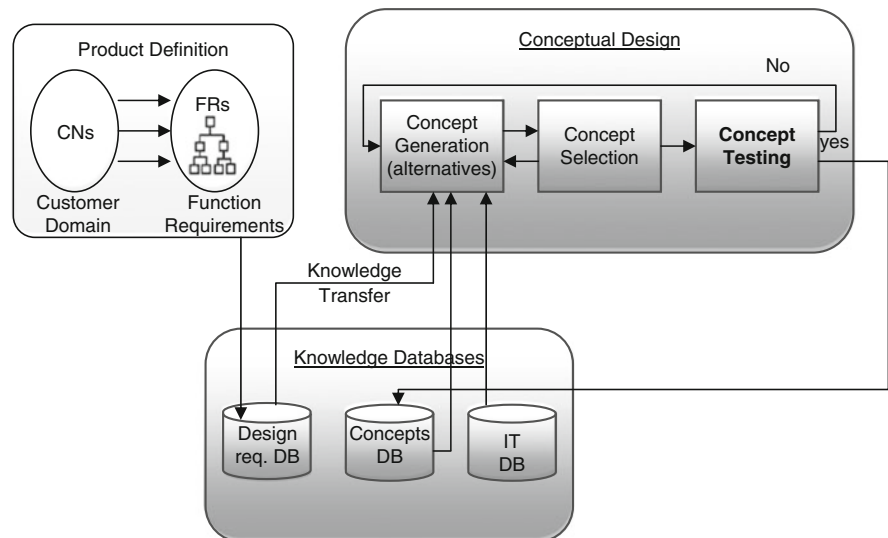 Product Definition
CNs
FRs
Customer
Domain
Function
Requirements
Conceptual Design
No
Concept
Generation
(alternatives)
Concept
Selection
Concept
Testing
yes
Knowledge
Transfer
Knowledge Databases
Design
req. DB
Concepts
DB
IT
DB